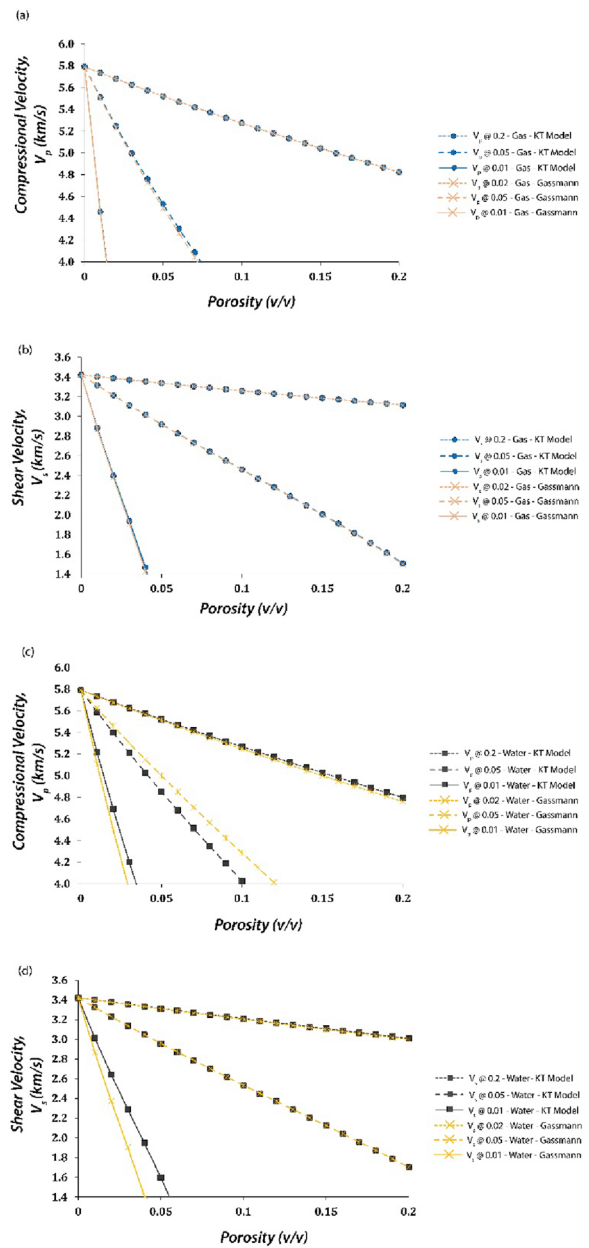 (a)
Compressional Velocity,
Vp (km/s)
6.0
5.8
5.6
5.4
5.2
5.0
4.8
4.6
4.4
4.2
4.0
0
0.05
0.1
0.15
0.2
Porosity (v/v)
Vp @ 0.2 - Gas - KT Model
Vp @ 0.05 - Gas - KT Model
Vp @ 0.01 - Gas - KT Model
@ 0.02 - Gas - Gassmann
Vp @ 0.05 - Gas - Gassmann
Vp @ 0.01 - Gas - Gassmann
(b)
Shear Velocity,
Vs (km/s)
3.6
3.4
3.2
3.0
2.8
2.6
2.4
2.2
2.0
1.8
1.6
1.4
0
0.05
0.1
0.15
0.2
Porosity (v/v)
Vs @ 0.2 - Gas - KT Model
Vs @ 0.05 - Gas - KT Model
Vs @ 0.01 - Gas - KT Model
Vs @ 0.02 - Gas - Gassmann
Vs @ 0.05 - Gas - Gassmann
Vs @ 0.01 - Gas - Gassmann
(c)
Compressional Velocity,
Vp (km/s)
6.0
5.8
5.6
5.4
5.2
5.0
4.8
4.6
4.4
4.2
4.0
0
0.05
0.1
0.15
0.2
Porosity (v/v)
Vp @ 0.2 - Water - KT Model
Vp @ 0.05 - Water - KT Model
Vp @ 0.01 - Water - KT Model
Vp @ 0.02 - Water - Gassmann
Vp @ 0.05 - Water - Gassmann
@ 0.01 - Water - Gassmann
(d)
Shear Velocity,
Vs (km/s)
3.6
3.4
3.2
3.0
2.8
2.6
2.4
2.2
2.0
1.8
1.6
1.4
0
0.05
0.1
0.15
0.2
Porosity (v/v)
Vs @ 0.2 - Water - KT Model
Vs @ 0.05 - Water - KT Model
Vs @ 0.01 - Water - KT Model
Vs @ 0.02 - Water - Gassmann
Vs @ 0.05 - Water - Gassmann
Vs @ 0.01 - Water - Gassmann